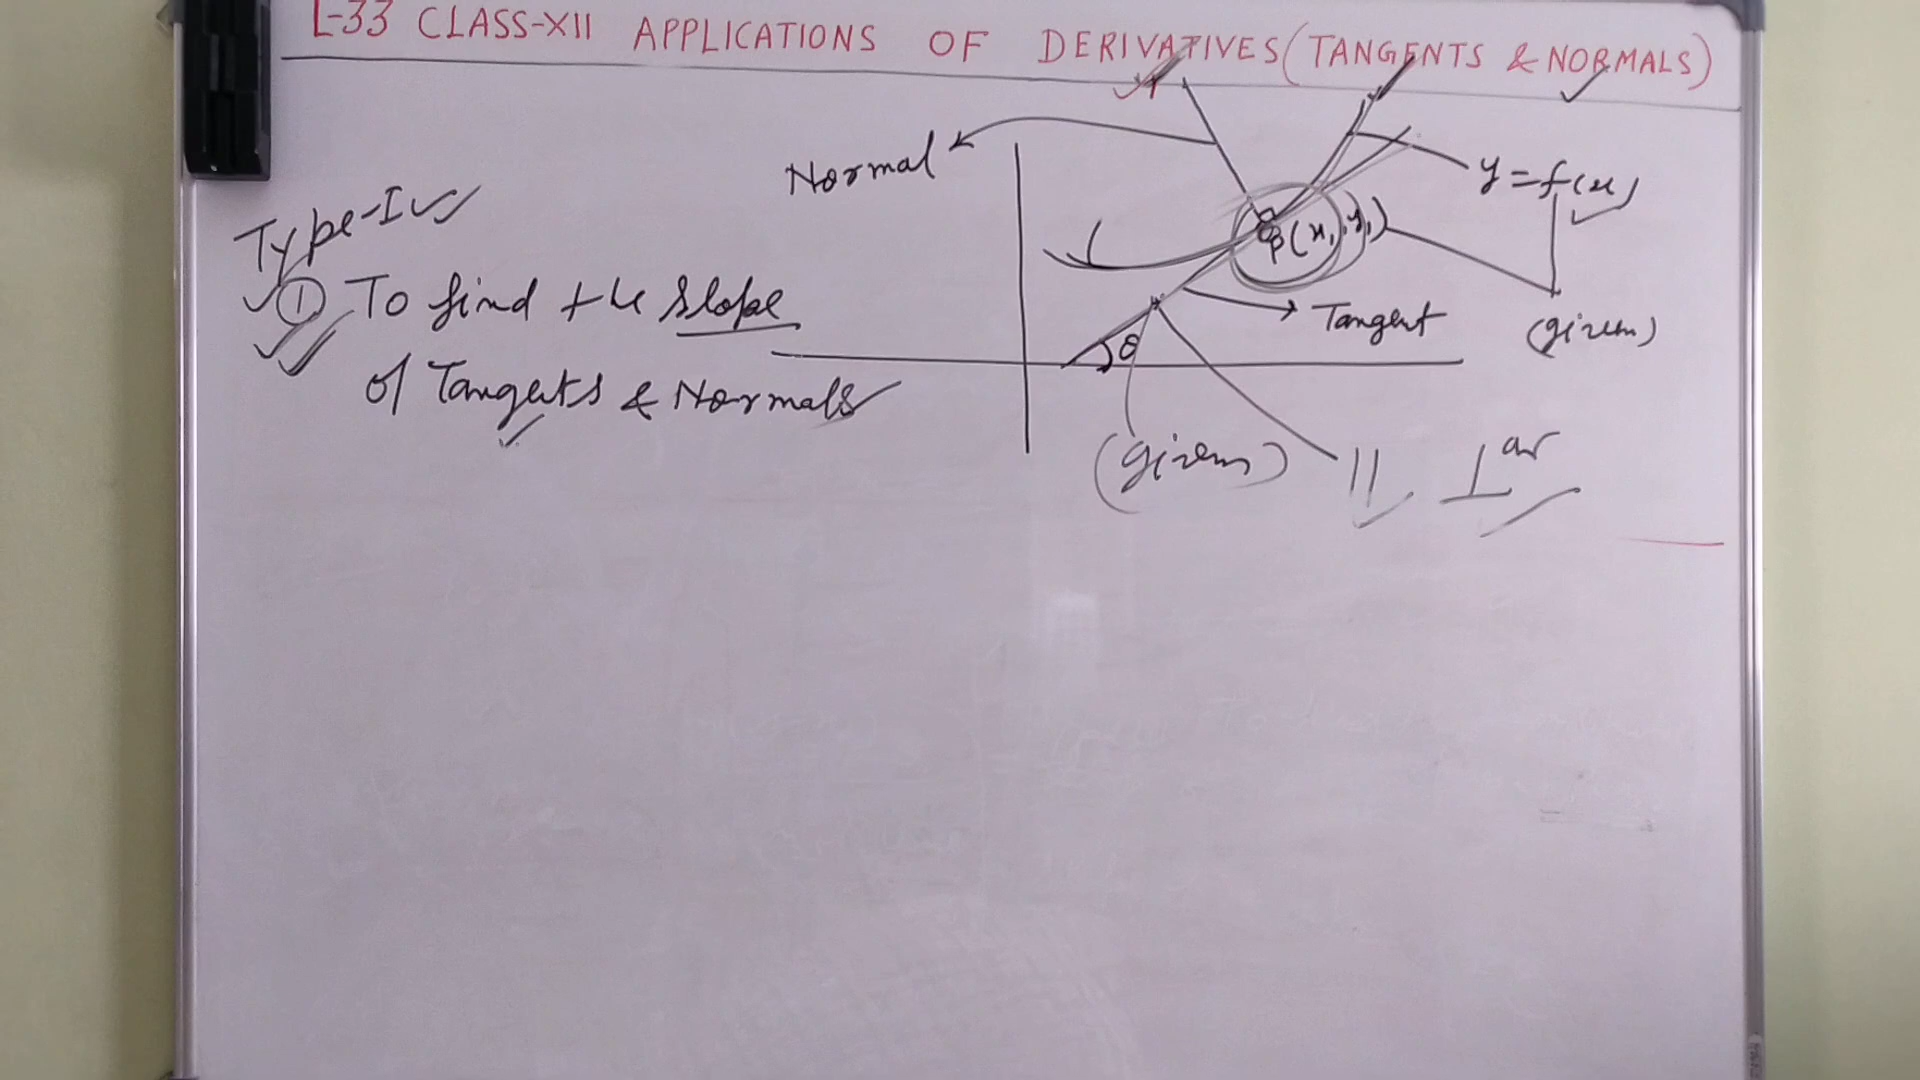 L-33 CLASS-XII APPLICATIONS OF DERIVATIVES (TANGENTS & NORMALS)
Normal
y = f(x)
Type-I
P(x₁, y₁)
① To find the slope
Tangent
(given)
θ
of Tangets & Normals
(given)
|| ⊥ar